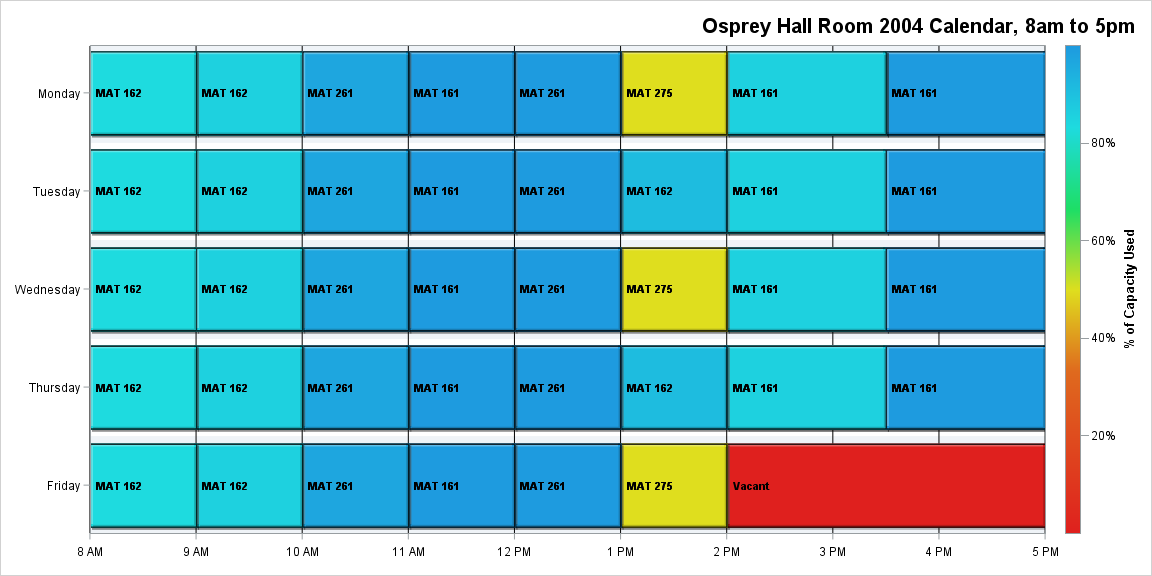 Osprey Hall Room 2004 Calendar, 8am to 5pm
Monday
MAT 162
MAT 162
MAT 261
MAT 161
MAT 261
MAT 275
MAT 161
MAT 161
Tuesday
MAT 162
MAT 162
MAT 261
MAT 161
MAT 261
MAT 162
MAT 161
MAT 161
Wednesday
MAT 162
MAT 162
MAT 261
MAT 161
MAT 261
MAT 275
MAT 161
MAT 161
Thursday
MAT 162
MAT 162
MAT 261
MAT 161
MAT 261
MAT 162
MAT 161
MAT 161
Friday
MAT 162
MAT 162
MAT 261
MAT 161
MAT 261
MAT 275
Vacant
8 AM
9 AM
10 AM
11 AM
12 PM
1 PM
2 PM
3 PM
4 PM
5 PM
80%
60%
40%
20%
% of Capacity Used